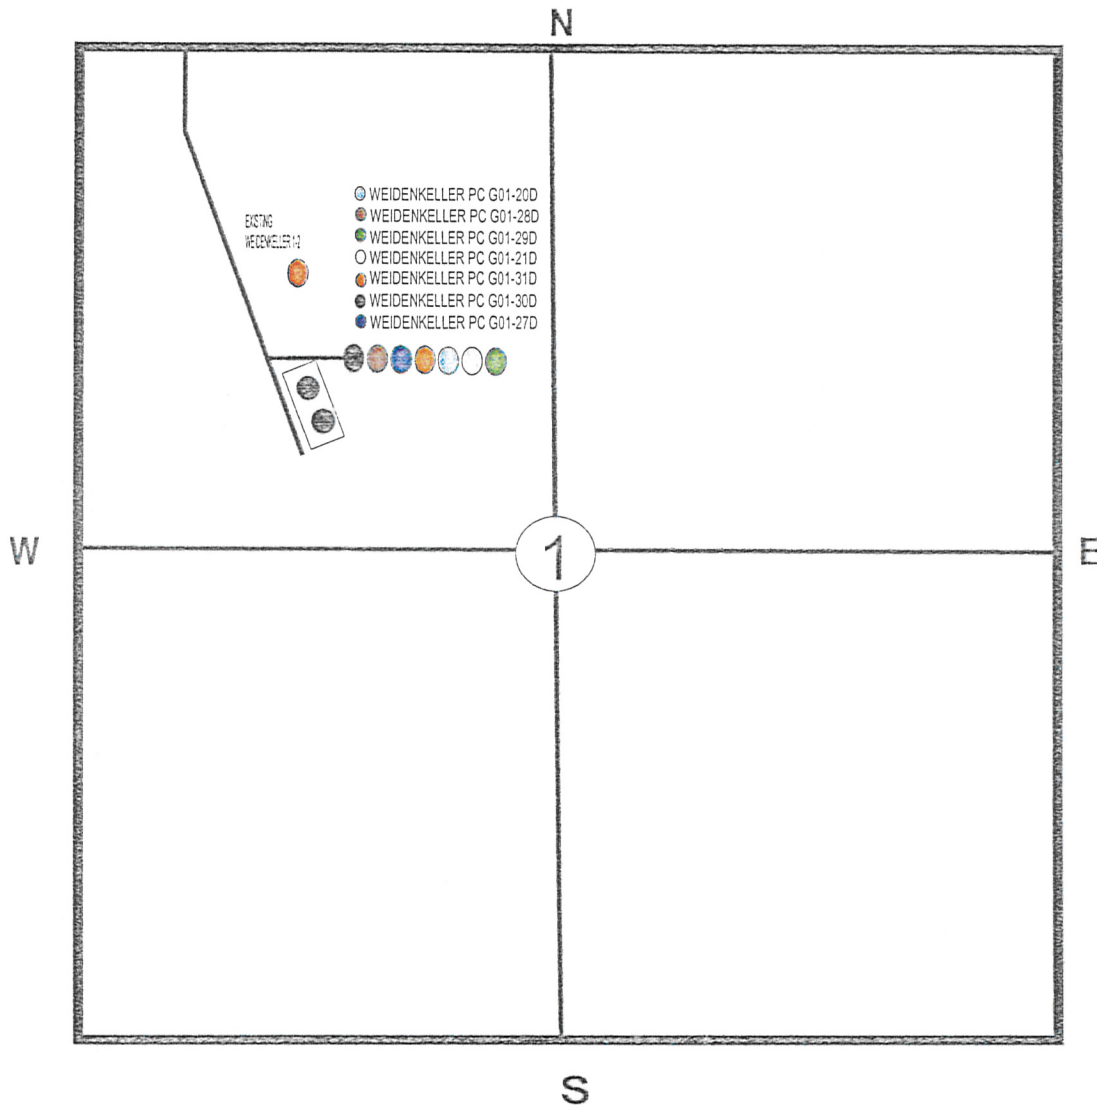 N
WEIDENKELLER PC G01-20D
WEIDENKELLER PC G01-28D
WEIDENKELLER PC G01-29D
WEIDENKELLER PC G01-21D
WEIDENKELLER PC G01-31D
WEIDENKELLER PC G01-30D
WEIDENKELLER PC G01-27D
EXISTING
WEIDENKELLER 1-2
W
1
E
S